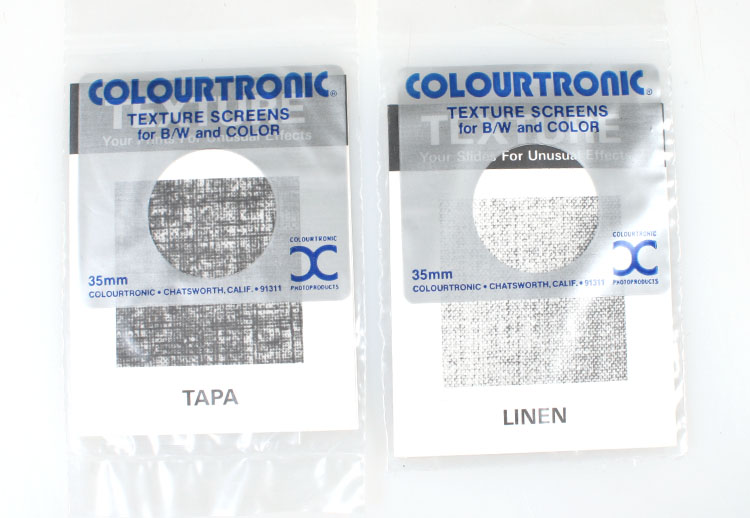 COLOURTRONIC®
TEXTURE
TEXTURE SCREENS
for B/W and COLOR
Your Prints For Unusual Effects
35mm
COLOURTRONIC • CHATSWORTH, CALIF. • 91311
COLOURTRONIC
PHOTOPRODUCTS
TAPA
COLOURTRONIC®
TEXTURE
TEXTURE SCREENS
for B/W and COLOR
Your Slides For Unusual Effects
35mm
COLOURTRONIC • CHATSWORTH, CALIF. • 91311
COLOURTRONIC
PHOTOPRODUCTS
LINEN